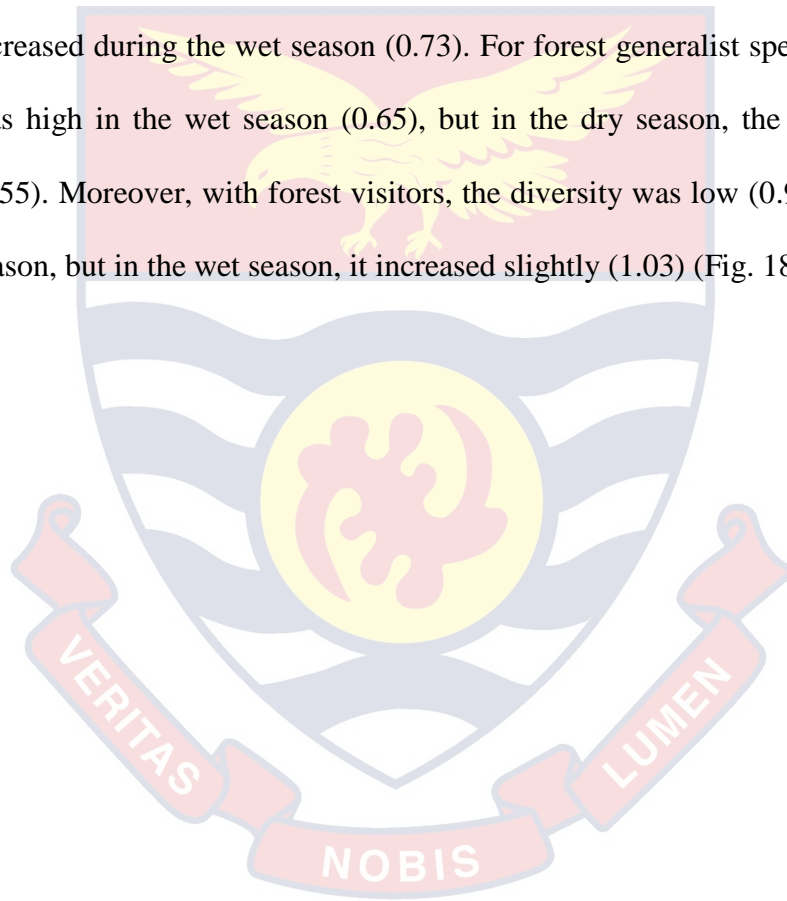 creased during the wet season (0.73). For forest generalist spe
s high in the wet season (0.65), but in the dry season, the
55). Moreover, with forest visitors, the diversity was low (0.9
ason, but in the wet season, it increased slightly (1.03) (Fig. 18
VERITAS
NOBIS
LUMEN